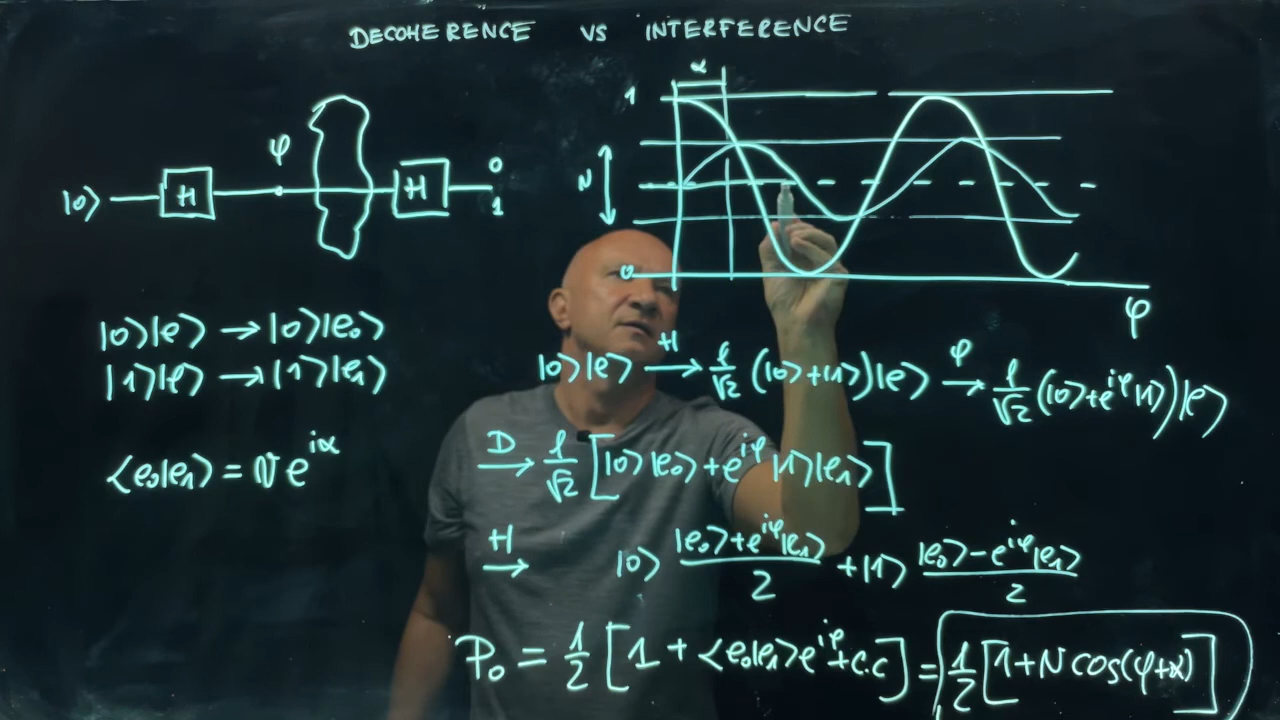 DECOHERENCE VS INTERFERENCE
|0⟩ H φ H 0 1
α
1
N
0
φ
|0⟩|e⟩ → |0⟩|e₀⟩
|1⟩|e⟩ → |1⟩|e₁⟩
⟨e₀|e₁⟩ = N e^{iα}
|0⟩|e⟩ —H→ 1/√2 (|0⟩+|1⟩)|e⟩ —φ→ 1/√2 (|0⟩+e^{iφ}|1⟩)|e⟩
—D→ 1/√2 [|0⟩|e₀⟩+e^{iφ}|1⟩|e₁⟩]
—H→ |0⟩ (|e₀⟩+e^{iφ}|e₁⟩)/2 + |1⟩ (|e₀⟩-e^{iφ}|e₁⟩)/2
P₀ = 1/2 [1 + ⟨e₀|e₁⟩e^{iφ}+c.c] = 1/2 [1+N cos(φ+α)]